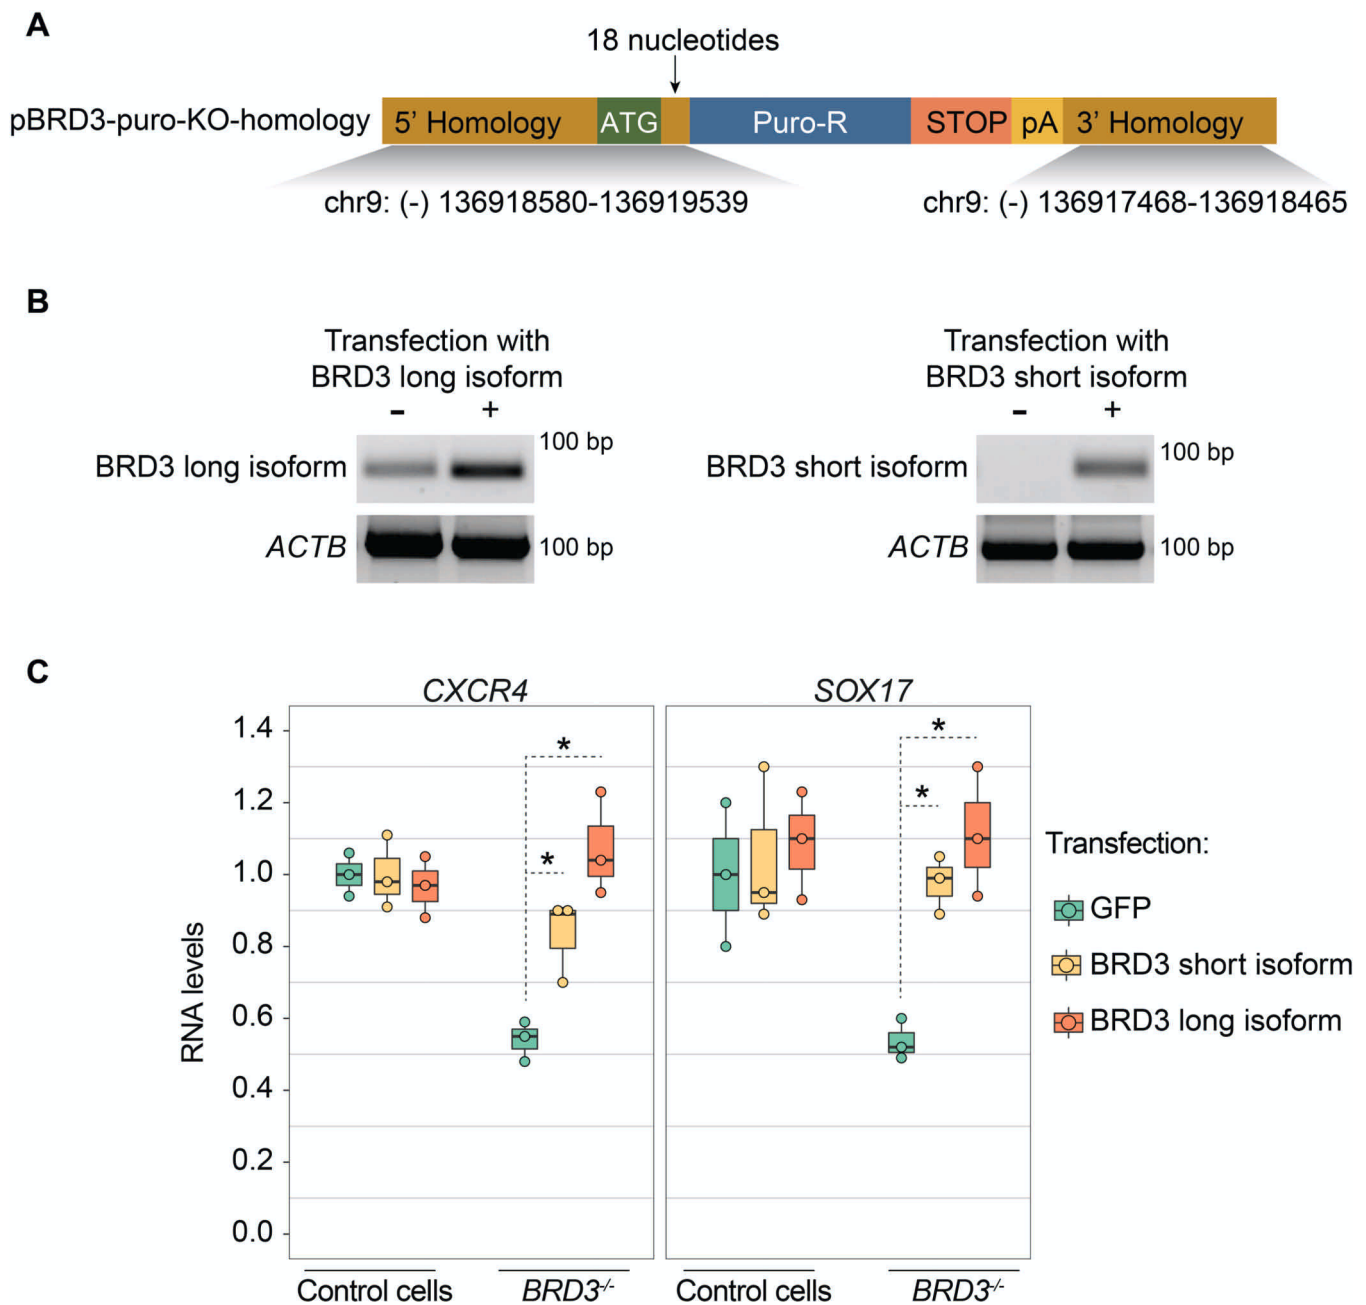 A
18 nucleotides
pBRD3-puro-KO-homology 5’ Homology ATG Puro-R STOP pA 3’ Homology
chr9: (-) 136918580-136919539 chr9: (-) 136917468-136918465
B
Transfection with
BRD3 long isoform
- +
100 bp
BRD3 long isoform
ACTB 100 bp
Transfection with
BRD3 short isoform
- +
100 bp
BRD3 short isoform
ACTB 100 bp
C
CXCR4 SOX17
RNA levels
1.4
1.2
1.0
0.8
0.6
0.4
0.2
0.0
* *
* *
Control cells BRD3-/- Control cells BRD3-/-
Transfection:
GFP
BRD3 short isoform
BRD3 long isoform